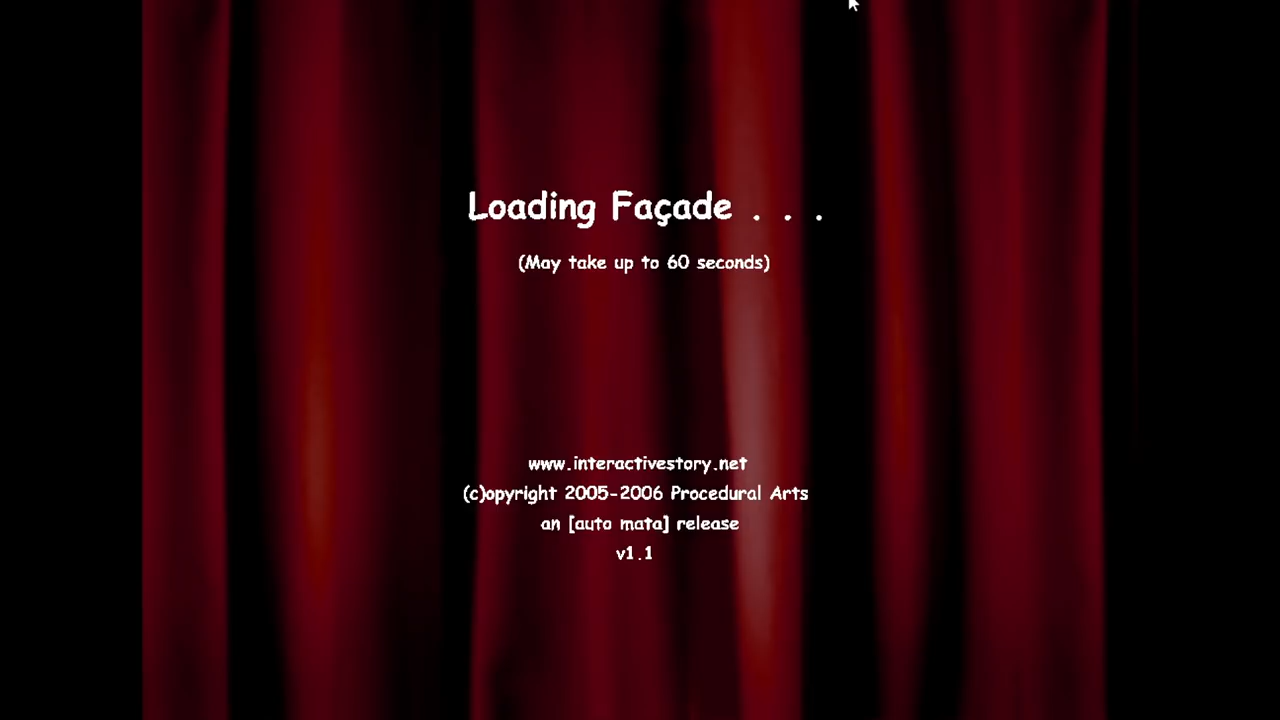 Loading Façade . . .
(May take up to 60 seconds)
www.interactivestory.net
(c)opyright 2005-2006 Procedural Arts
an [auto mata] release
v1.1